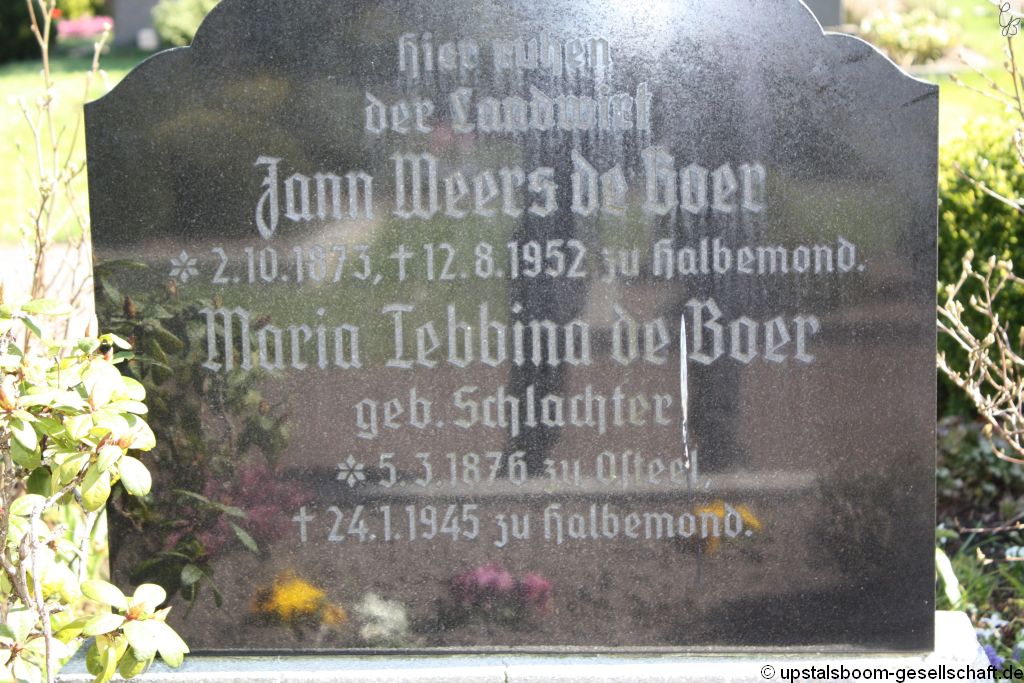 hier ruhen
der Landwirt
Jann Weers de Boer
* 2.10.1873, † 12.8.1952 zu Halbemond.
Maria Tebbina de Boer
geb. Schlachter
* 5.3.1876 zu Osteel,
† 24.1.1945 zu Halbemond.
© upstalsboom-gesellschaft.de